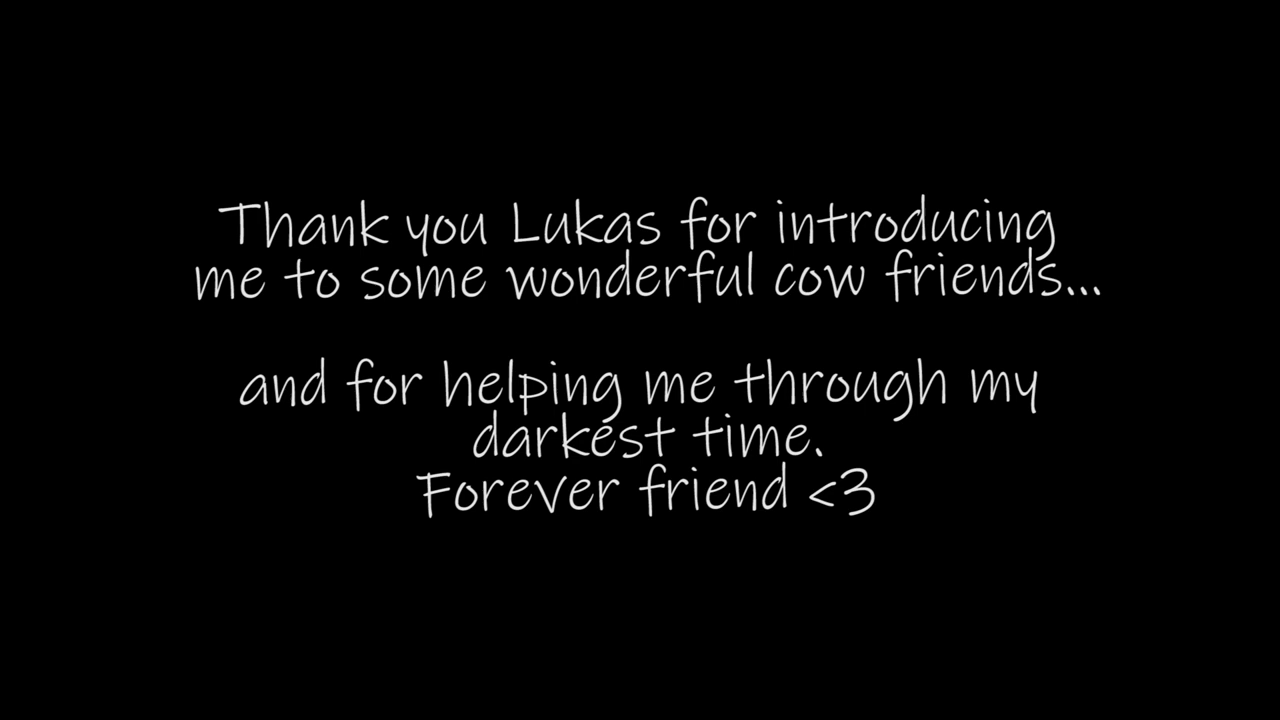 Thank you Lukas for introducing
me to some wonderful cow friends...
and for helping me through my
darkest time.
Forever friend <3